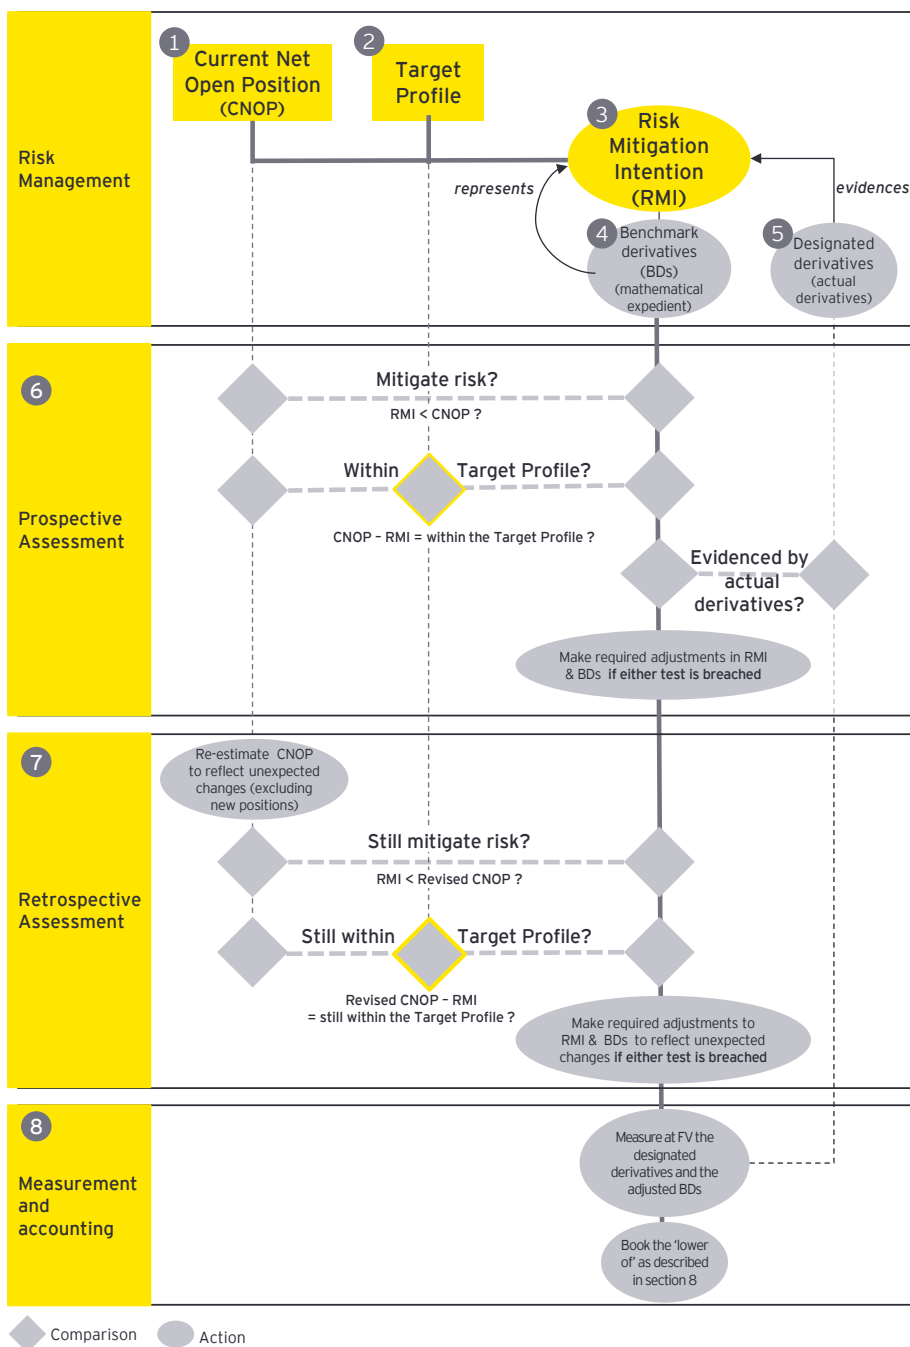 1
Current Net
Open Position
(CNOP)
2
Target
Profile
3
Risk
Mitigation
Intention
(RMI)
Risk
Management
represents
evidences
4
Benchmark
derivatives
(BDs)
(mathematical
expedient)
5
Designated
derivatives
(actual
derivatives)
6
Prospective
Assessment
Mitigate risk?
RMI < CNOP ?
Within Target Profile?
CNOP – RMI = within the Target Profile ?
Evidenced by
actual
derivatives?
Make required adjustments in RMI
& BDs if either test is breached
7
Retrospective
Assessment
Re-estimate CNOP
to reflect unexpected
changes (excluding
new positions)
Still mitigate risk?
RMI < Revised CNOP ?
Still within Target Profile?
Revised CNOP – RMI
= still within the Target Profile ?
Make required adjustments to
RMI & BDs to reflect unexpected
changes if either test is breached
8
Measurement
and
accounting
Measure at FV the
designated
derivatives and the
adjusted BDs
Book the ‘lower
of’ as described
in section 8
Comparison
Action